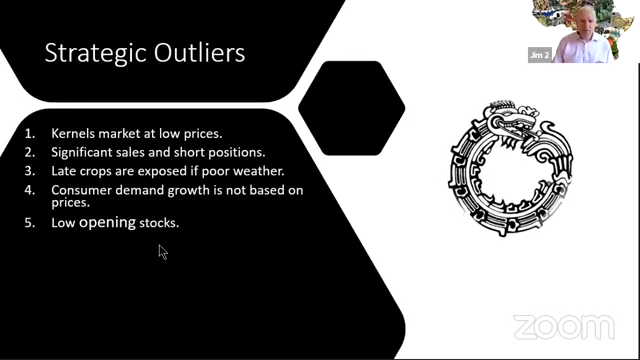 Jim 2
Strategic Outliers
1. Kernels market at low prices.
2. Significant sales and short positions.
3. Late crops are exposed if poor weather.
4. Consumer demand growth is not based on
prices.
5. Low opening stocks.
zoom